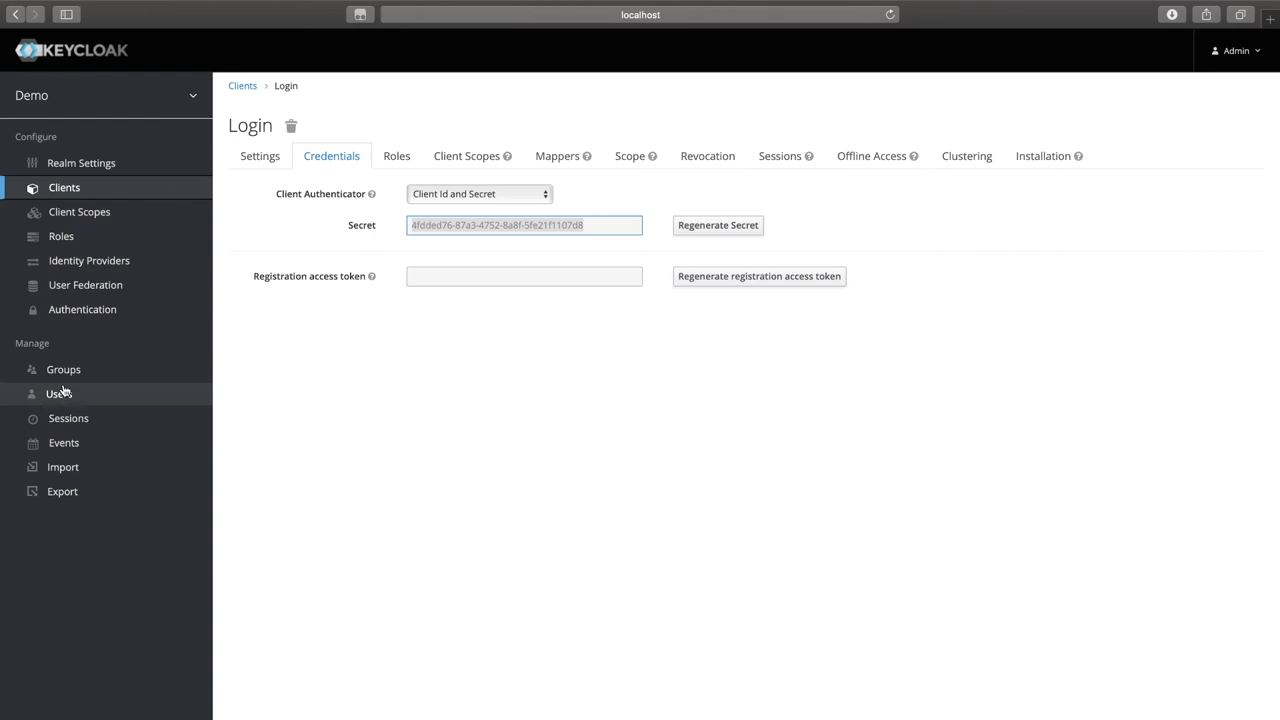 localhost
KEYCLOAK
Admin
Demo
Configure
Realm Settings
Clients
Client Scopes
Roles
Identity Providers
User Federation
Authentication
Manage
Groups
Users
Sessions
Events
Import
Export
Clients > Login
Login
Settings Credentials Roles Client Scopes Mappers Scope Revocation Sessions Offline Access Clustering Installation
Client Authenticator Client Id and Secret
Secret 4fdded76-87a3-4752-8a8f-5fe21f1107d8 Regenerate Secret
Registration access token Regenerate registration access token